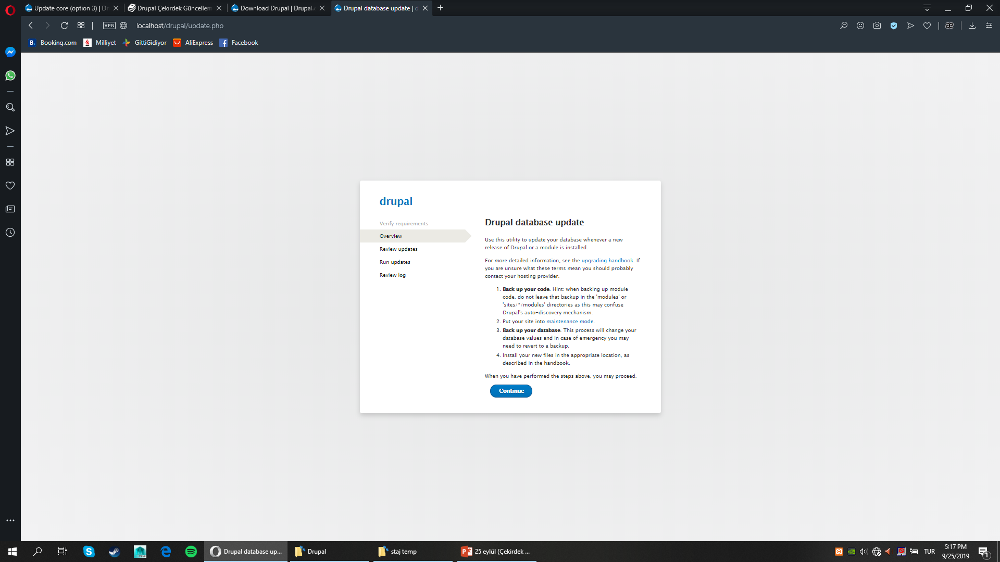 Update core (option 3) | Dr
Drupal Çekirdek Güncellem
Download Drupal | Drupal.
Drupal database update | d
VPN
localhost/drupal/update.php
B.
Booking.com
Milliyet
GittiGidiyor
AliExpress
Facebook
drupal
Verify requirements
Overview
Review updates
Run updates
Review log
Drupal database update
Use this utility to update your database whenever a new
release of Drupal or a module is installed.
For more detailed information, see the upgrading handbook. If
you are unsure what these terms mean you should probably
contact your hosting provider.
1. Back up your code. Hint: when backing up module
code, do not leave that backup in the 'modules' or
'sites/*/modules' directories as this may confuse
Drupal's auto-discovery mechanism.
2. Put your site into maintenance mode.
3. Back up your database. This process will change your
database values and in case of emergency you may
need to revert to a backup.
4. Install your new files in the appropriate location, as
described in the handbook.
When you have performed the steps above, you may proceed.
Continue
Drupal database up...
Drupal
staj temp
25 eylül (Çekirdek ...
TUR
5:17 PM
9/25/2019
1